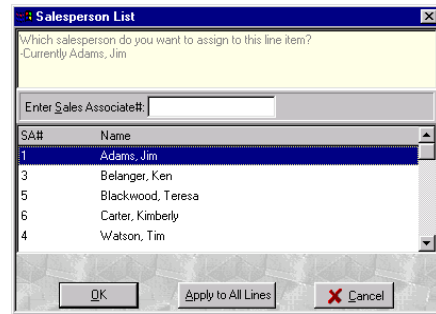 Salesperson List
Which salesperson do you want to assign to this line item?
-Currently Adams, Jim
Enter Sales Associate#:
SA# Name
1 Adams, Jim
3 Belanger, Ken
5 Blackwood, Teresa
6 Carter, Kimberly
4 Watson, Tim
OK Apply to All Lines Cancel